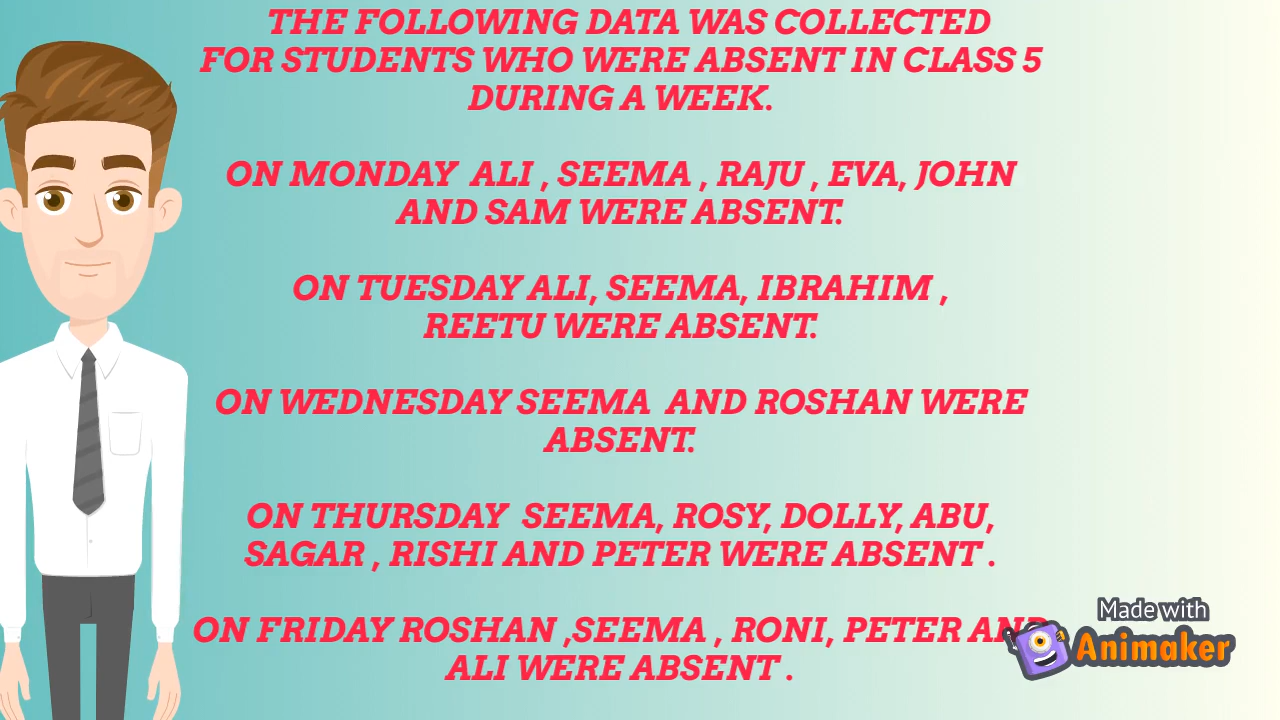 THE FOLLOWING DATA WAS COLLECTED
FOR STUDENTS WHO WERE ABSENT IN CLASS 5
DURING A WEEK.
ON MONDAY ALI , SEEMA , RAJU , EVA, JOHN
AND SAM WERE ABSENT.
ON TUESDAY ALI, SEEMA, IBRAHIM ,
REETU WERE ABSENT.
ON WEDNESDAY SEEMA AND ROSHAN WERE
ABSENT.
ON THURSDAY SEEMA, ROSY, DOLLY, ABU,
SAGAR , RISHI AND PETER WERE ABSENT .
ON FRIDAY ROSHAN ,SEEMA , RONI, PETER AND
ALI WERE ABSENT .
Made with
Animaker